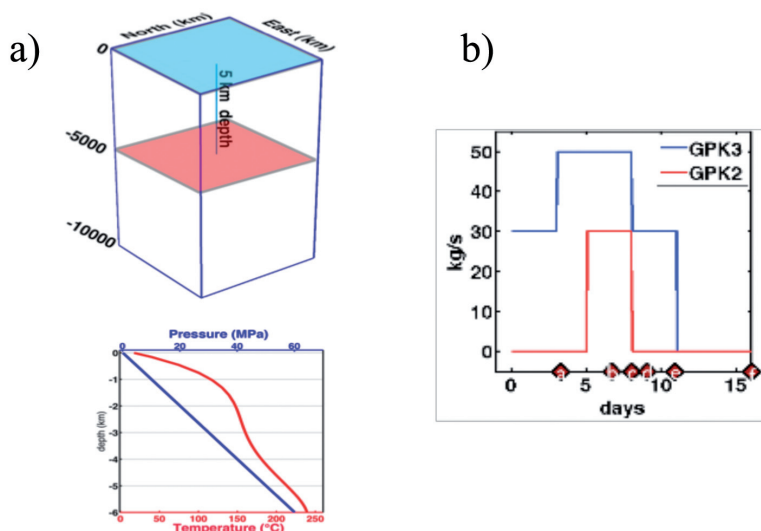 a)
North (km)
East (km)
0
5 km depth
-5000
-10000
Pressure (MPa)
0 20 40 60
0
-1
-2
-3
-4
-5
-6
depth (km)
0 50 100 150 200 250
Temperature (°C)
b)
50
40
30
20
10
0
kg/s
GPK3
GPK2
a b c d e f
0 5 10 15
days